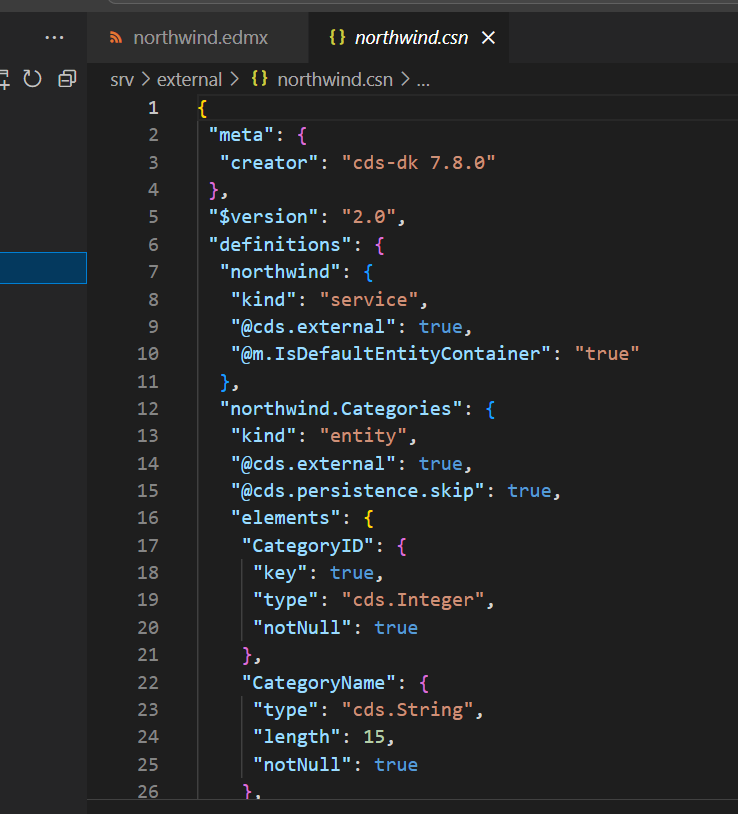 ... northwind.edmx {} northwind.csn ×
srv > external > {} northwind.csn > ...
1 {
2 "meta": {
3 "creator": "cds-dk 7.8.0"
4 },
5 "$version": "2.0",
6 "definitions": {
7 "northwind": {
8 "kind": "service",
9 "@cds.external": true,
10 "@m.IsDefaultEntityContainer": "true"
11 },
12 "northwind.Categories": {
13 "kind": "entity",
14 "@cds.external": true,
15 "@cds.persistence.skip": true,
16 "elements": {
17 "CategoryID": {
18 "key": true,
19 "type": "cds.Integer",
20 "notNull": true
21 },
22 "CategoryName": {
23 "type": "cds.String",
24 "length": 15,
25 "notNull": true
26 },